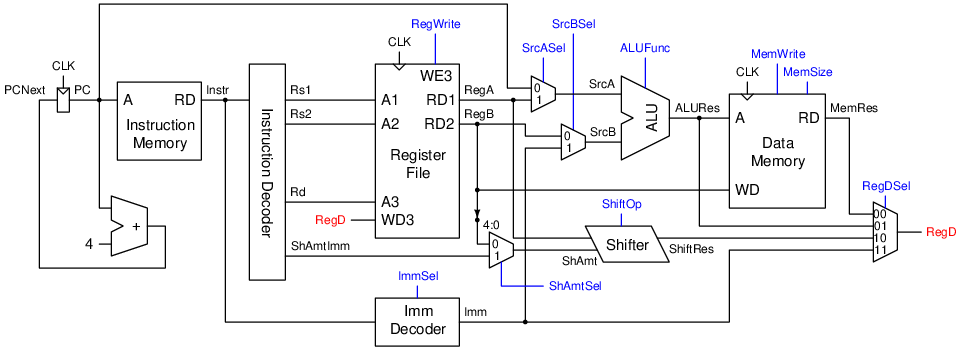 PCNext
CLK
PC
A
RD
Instruction
Memory
Instr
4
+
Instruction Decoder
Rs1
Rs2
Rd
ShAmtImm
RegD
RegWrite
CLK
WE3
A1
RD1
A2
RD2
Register
File
A3
WD3
RegA
RegB
ImmSel
Imm
Decoder
Imm
4:0
0
1
ShAmtSel
ShAmt
SrcASel
SrcBSel
0
1
0
1
SrcA
SrcB
ALUFunc
ALU
ALURes
ShiftOp
Shifter
ShiftRes
MemWrite
MemSize
CLK
A
RD
Data
Memory
WD
MemRes
RegDSel
00
01
10
11
RegD